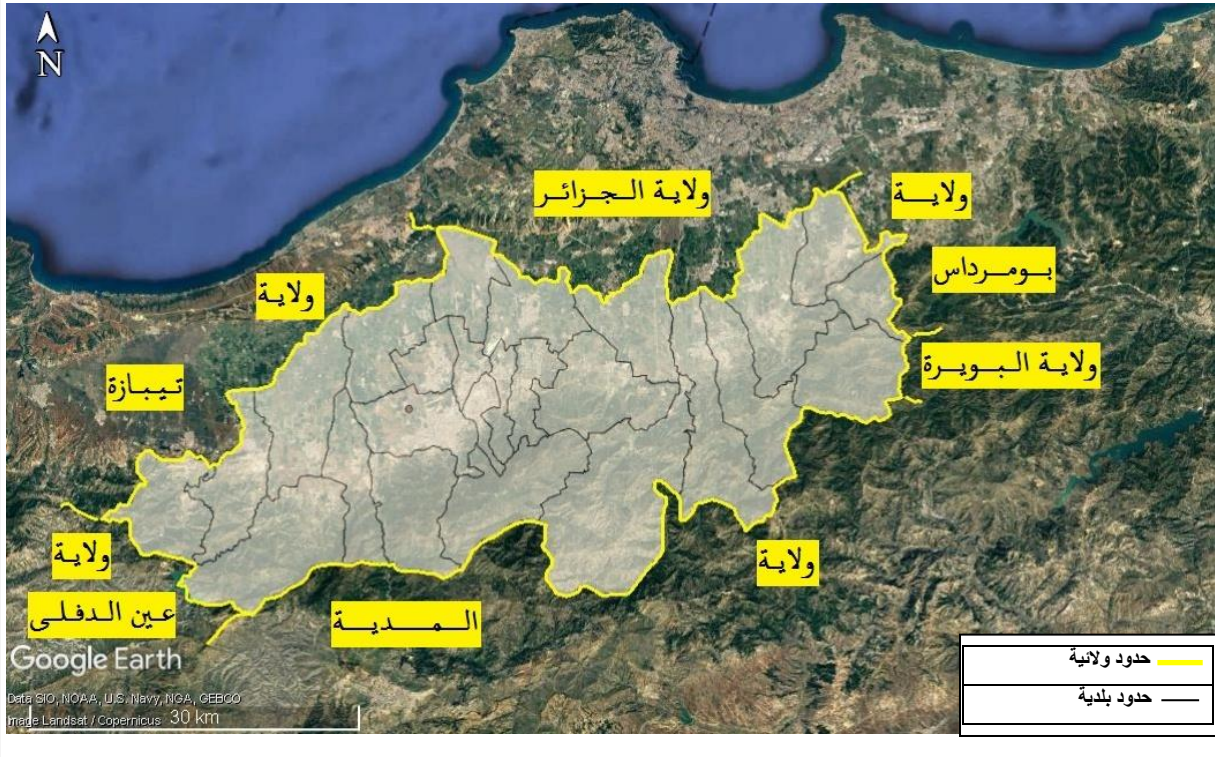 N
ولاية الجزائر
ولاية
بومرداس
ولاية
تيبازة
ولاية البويرة
ولاية
عين الدفلى
ولاية
المدية
Google Earth
Data SIO, NOAA, U.S. Navy, NGA, GEBCO
Image Landsat / Copernicus
30 km
حدود ولائية
حدود بلدية